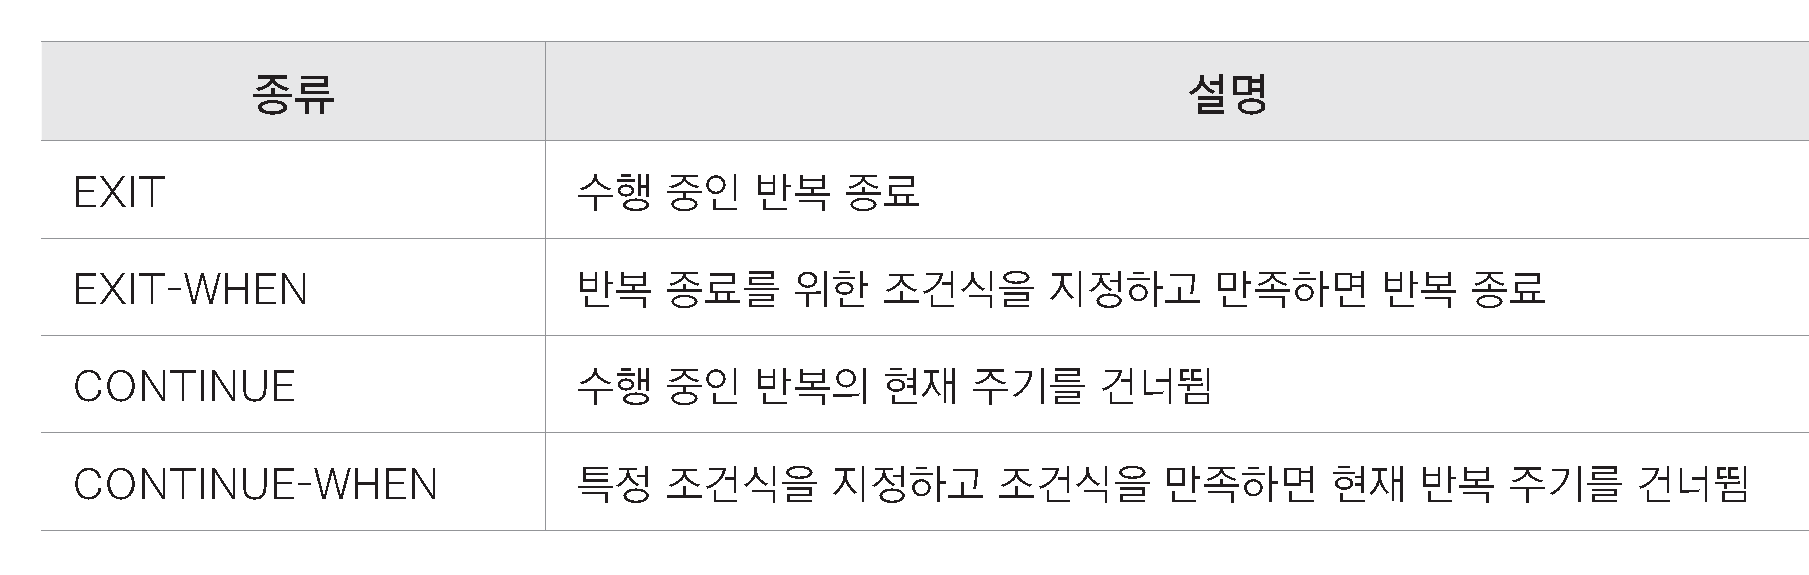 종류 설명
EXIT 수행 중인 반복 종료
EXIT-WHEN 반복 종료를 위한 조건식을 지정하고 만족하면 반복 종료
CONTINUE 수행 중인 반복의 현재 주기를 건너뜀
CONTINUE-WHEN 특정 조건식을 지정하고 조건식을 만족하면 현재 반복 주기를 건너뜀